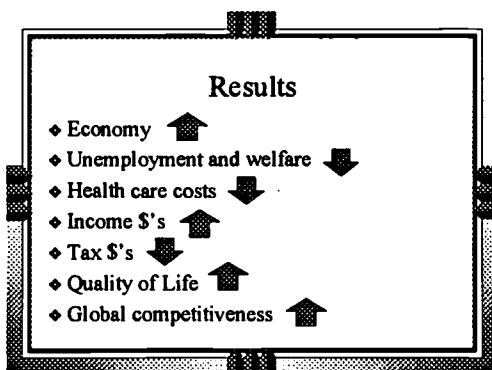 Results
❖ Economy ⬆
❖ Unemployment and welfare ⬇
❖ Health care costs ⬇
❖ Income $'s ⬆
❖ Tax $'s ⬇
❖ Quality of Life ⬆
❖ Global competitiveness ⬆